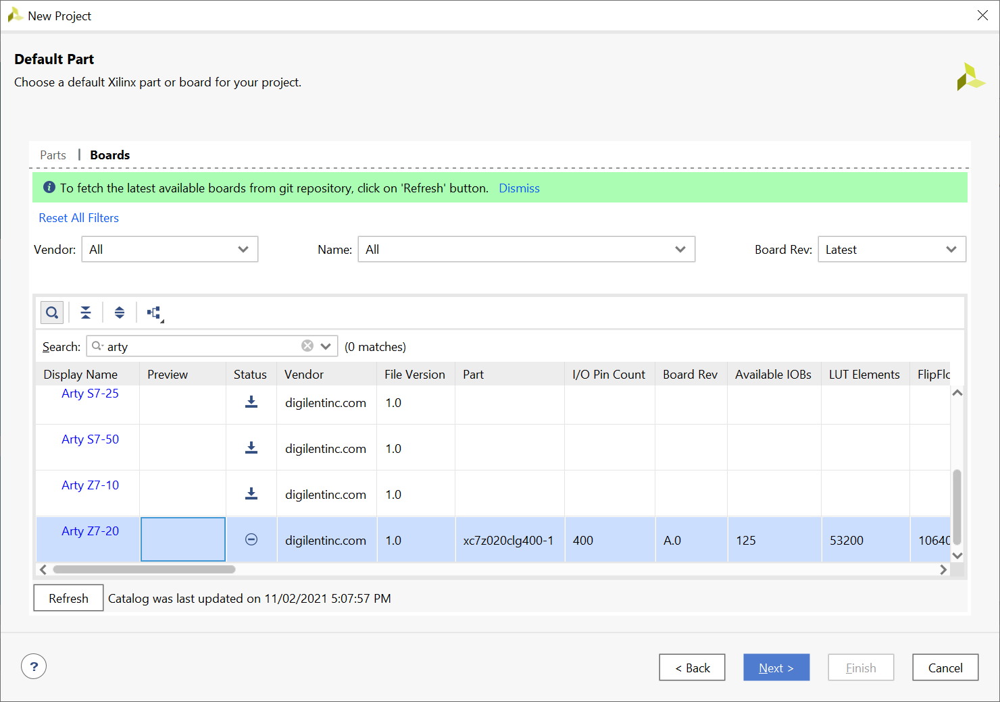 New Project
Default Part
Choose a default Xilinx part or board for your project.
Parts | Boards
To fetch the latest available boards from git repository, click on 'Refresh' button. Dismiss
Reset All Filters
Vendor: All Name: All Board Rev: Latest
Search: arty (0 matches)
Display Name Preview Status Vendor File Version Part I/O Pin Count Board Rev Available IOBs LUT Elements FlipFlo
Arty S7-25 digilentinc.com 1.0
Arty S7-50 digilentinc.com 1.0
Arty Z7-10 digilentinc.com 1.0
Arty Z7-20 digilentinc.com 1.0 xc7z020clg400-1 400 A.0 125 53200 10640
Refresh Catalog was last updated on 11/02/2021 5:07:57 PM
? < Back Next > Finish Cancel